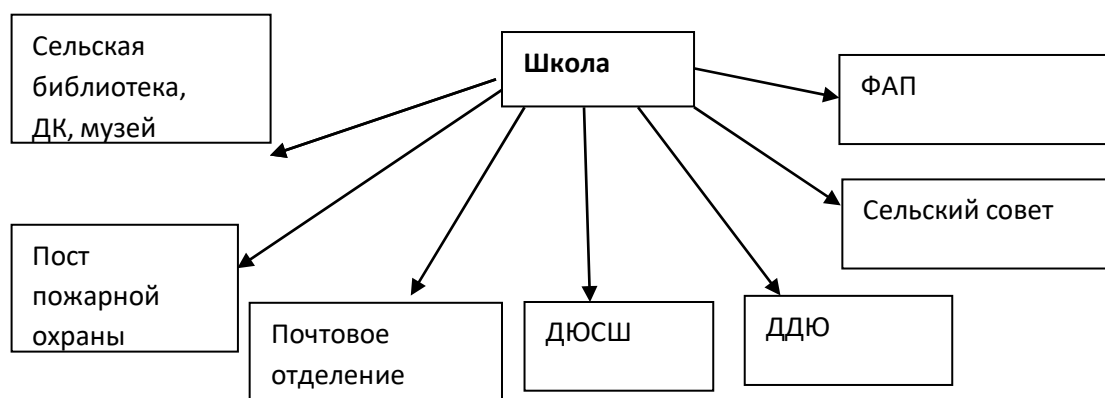 Сельская
библиотека,
ДК, музей
Школа
ФАП
Сельский совет
Пост
пожарной
охраны
Почтовое
отделение
ДЮСШ
ДДЮ